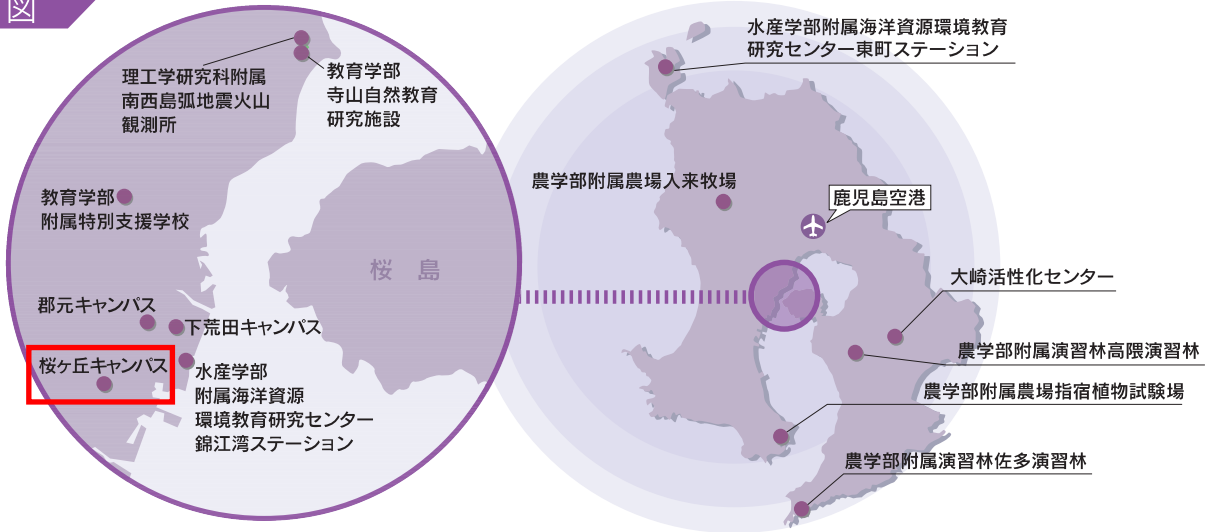 図
理工学研究科附属
南西島弧地震火山
観測所
教育学部
寺山自然教育
研究施設
教育学部
附属特別支援学校
桜 島
郡元キャンパス
下荒田キャンパス
桜ヶ丘キャンパス
水産学部
附属海洋資源
環境教育研究センター
錦江湾ステーション
水産学部附属海洋資源環境教育
研究センター東町ステーション
農学部附属農場入来牧場
鹿児島空港
大崎活性化センター
農学部附属演習林高隈演習林
農学部附属農場指宿植物試験場
農学部附属演習林佐多演習林